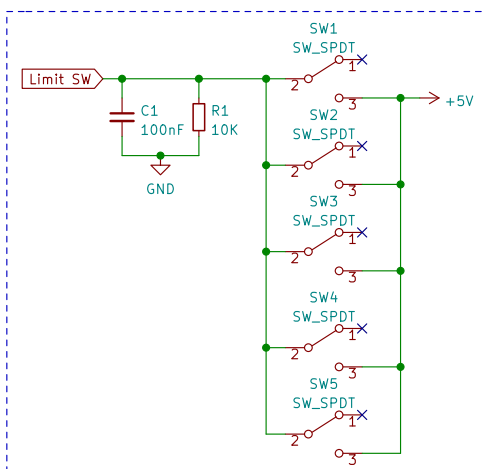 SW1
SW_SPDT
1
Limit SW
2
C1
100nF
R1
10K
3
+5V
GND
SW2
SW_SPDT
1
2
3
SW3
SW_SPDT
1
2
3
SW4
SW_SPDT
1
2
3
SW5
SW_SPDT
1
2
3